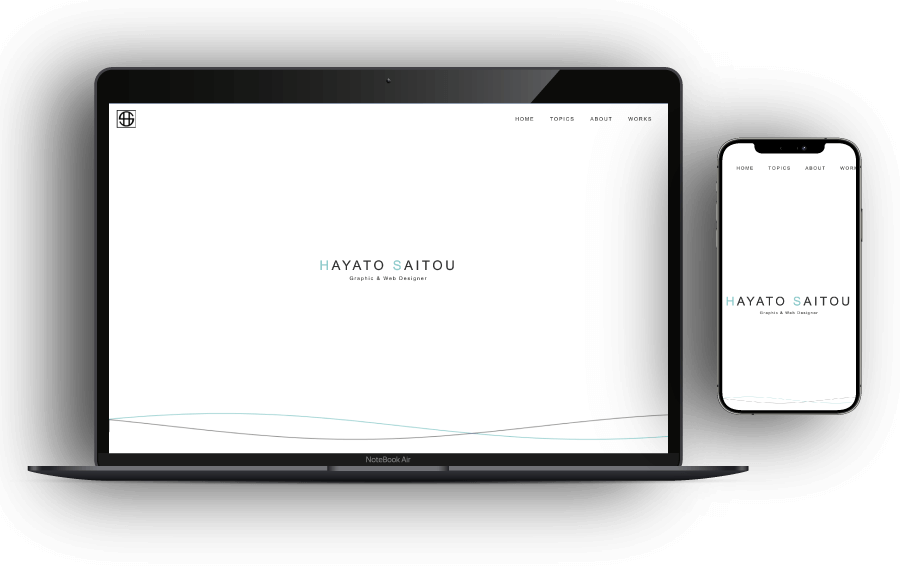 HOME TOPICS ABOUT WORKS
HAYATO SAITOU
Graphic & Web Designer
NoteBook Air
HOME TOPICS ABOUT WORK
HAYATO SAITOU
Graphic & Web Designer